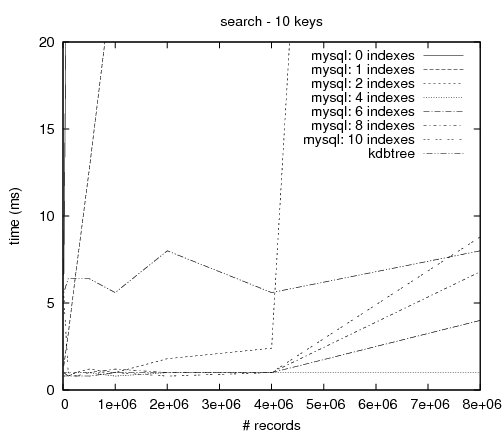 search - 10 keys
20
15
10
5
0
time (ms)
mysql: 0 indexes
mysql: 1 indexes
mysql: 2 indexes
mysql: 4 indexes
mysql: 6 indexes
mysql: 8 indexes
mysql: 10 indexes
kdbtree
0 1e+06 2e+06 3e+06 4e+06 5e+06 6e+06 7e+06 8e+06
# records